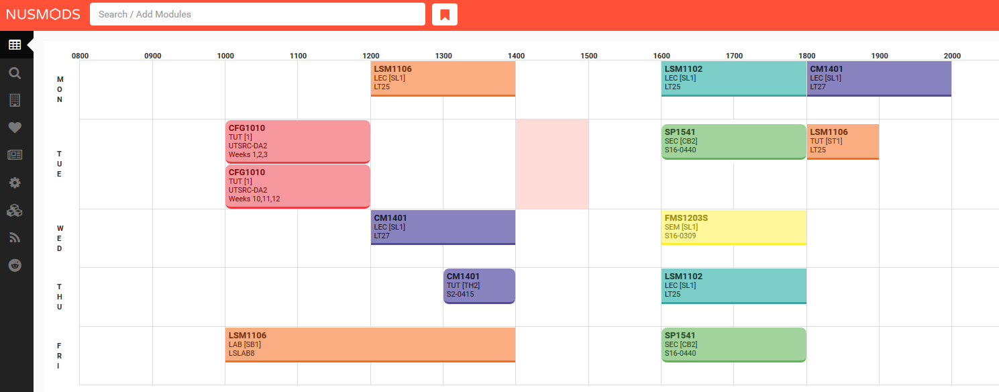 NUSMODS
Search / Add Modules
0800 0900 1000 1100 1200 1300 1400 1500 1600 1700 1800 1900 2000
MON
LSM1106
LEC [SL1]
LT25
LSM1102
LEC [SL1]
LT25
CM1401
LEC [SL1]
LT27
TUE
CFG1010
TUT [1]
UTSRC-DA2
Weeks 1,2,3
CFG1010
TUT [1]
UTSRC-DA2
Weeks 10,11,12
SP1541
SEC [CB2]
S16-0440
LSM1106
TUT [ST1]
LT25
WED
CM1401
LEC [SL1]
LT27
FMS1203S
SEM [SL1]
S16-0309
THU
CM1401
TUT [TH2]
S2-0415
LSM1102
LEC [SL1]
LT25
FRI
LSM1106
LAB [SB1]
LSLAB8
SP1541
SEC [CB2]
S16-0440